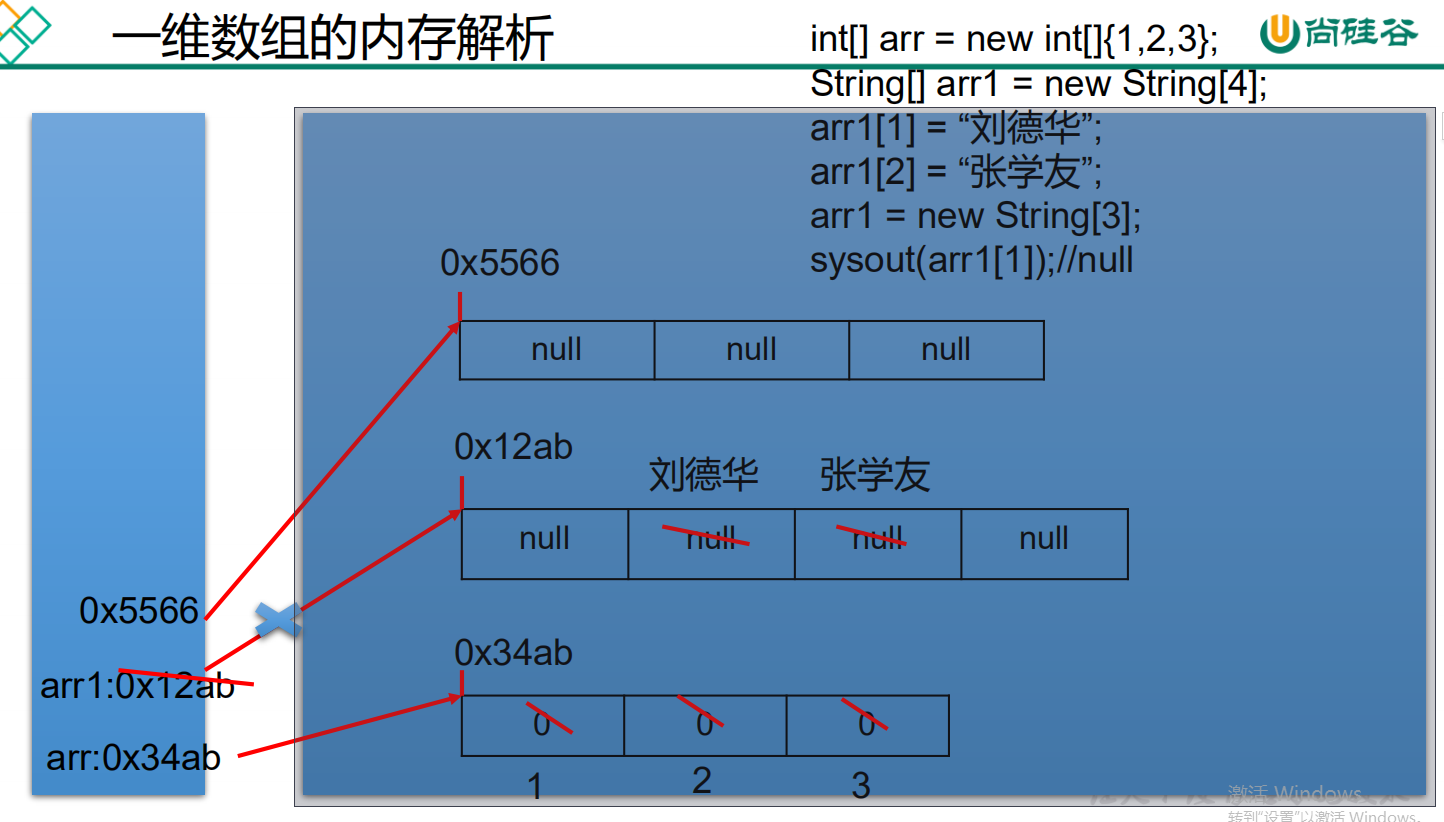 一维数组的内存解析
尚硅谷
int[] arr = new int[]{1,2,3};
String[] arr1 = new String[4];
arr1[1] = “刘德华”;
arr1[2] = “张学友”;
arr1 = new String[3];
sysout(arr1[1]);//null
0x5566
null null null
0x12ab
刘德华 张学友
null null null null
0x5566
0x34ab
arr1:0x12ab
0 0 0
arr:0x34ab
1 2 3
激活 Windows
转到“设置”以激活 Windows。